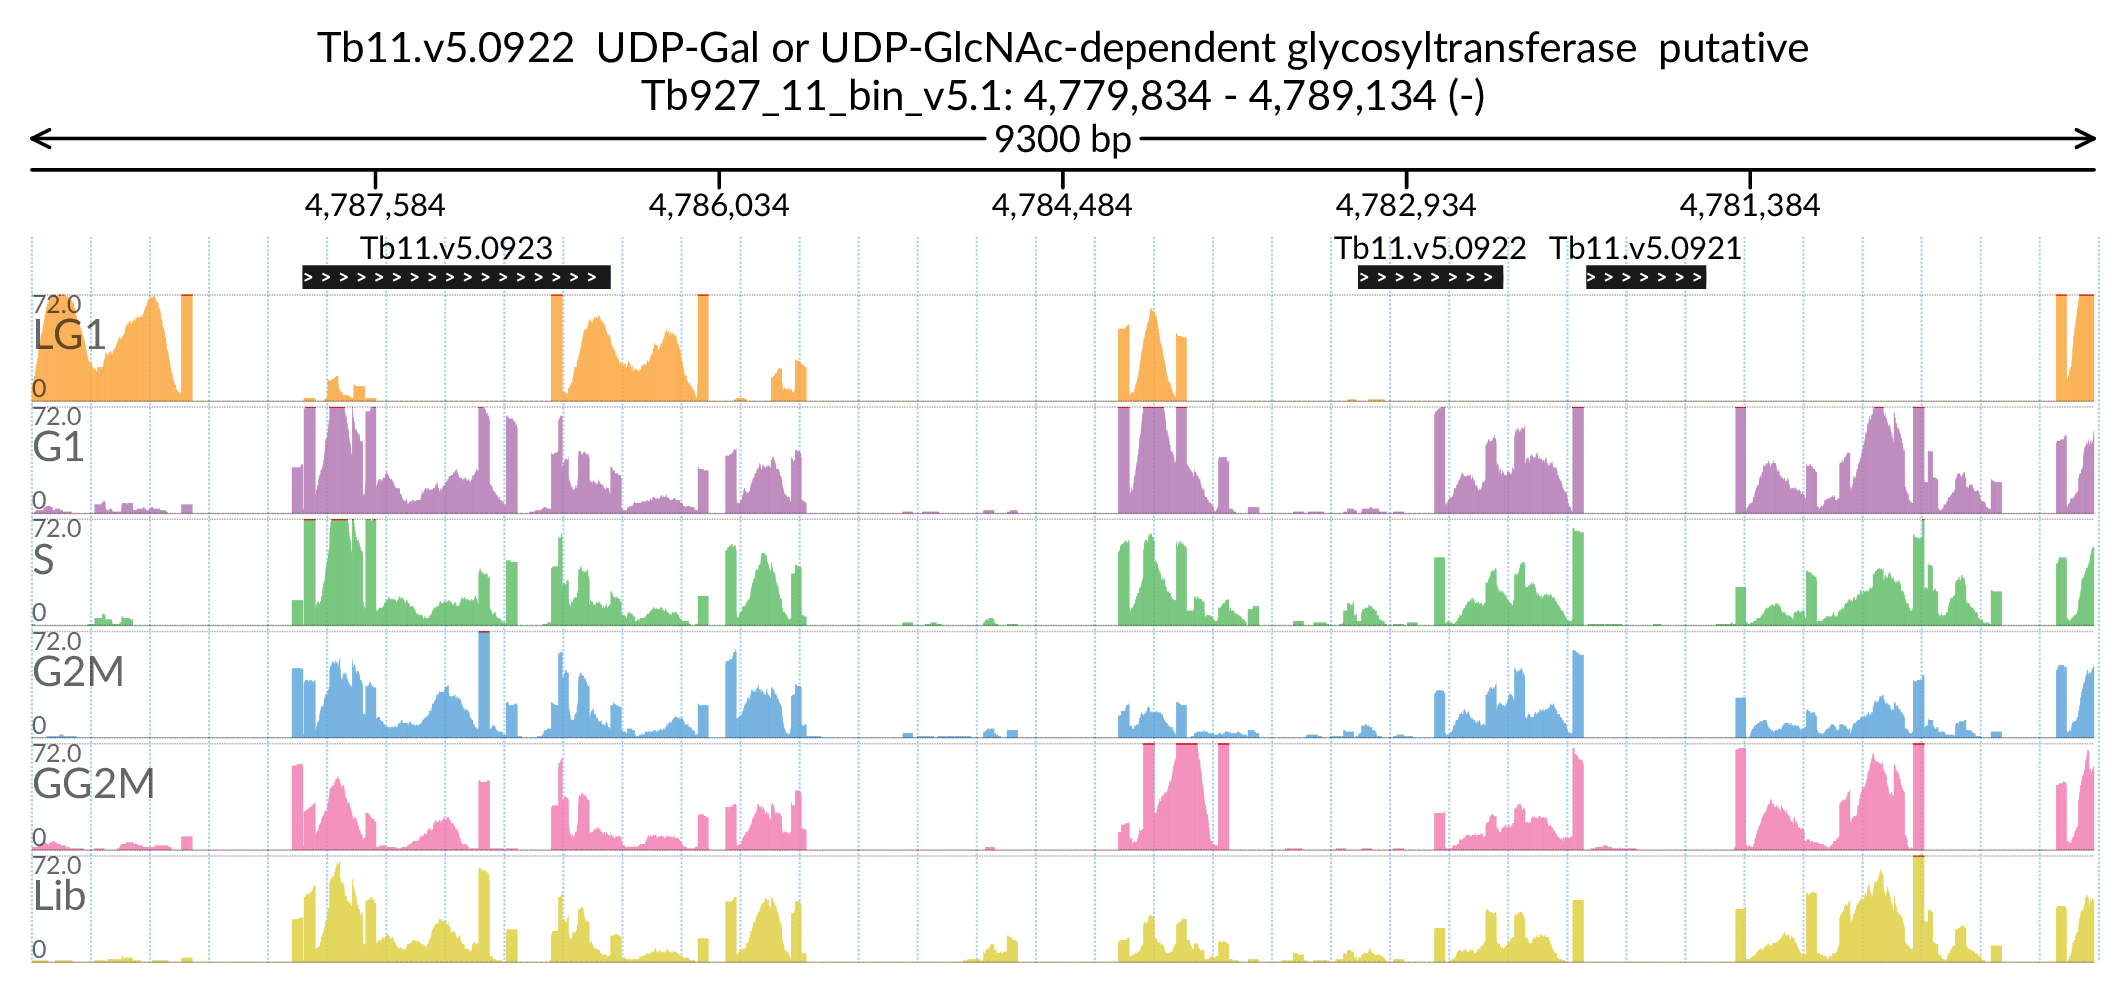 Tb11.v5.0922  UDP-Gal or UDP-GlcNAc-dependent glycosyltransferase  putative
Tb927_11_bin_v5.1: 4,779,834 - 4,789,134 (-)
9300 bp
4,787,584 4,786,034 4,784,484 4,782,934 4,781,384
Tb11.v5.0923 Tb11.v5.0922 Tb11.v5.0921
72.0
LG1
0
72.0
G1
0
72.0
S
0
72.0
G2M
0
72.0
GG2M
0
72.0
Lib
0